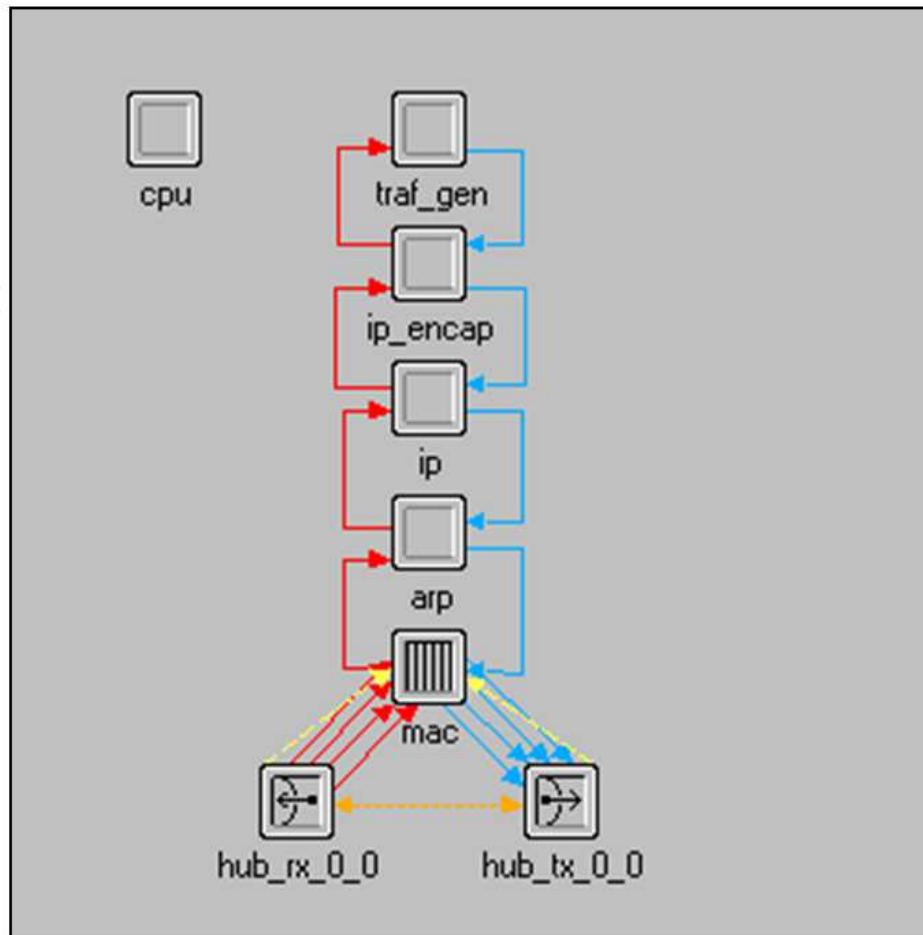 cpu
traf_gen
ip_encap
ip
arp
mac
hub_rx_0_0
hub_tx_0_0